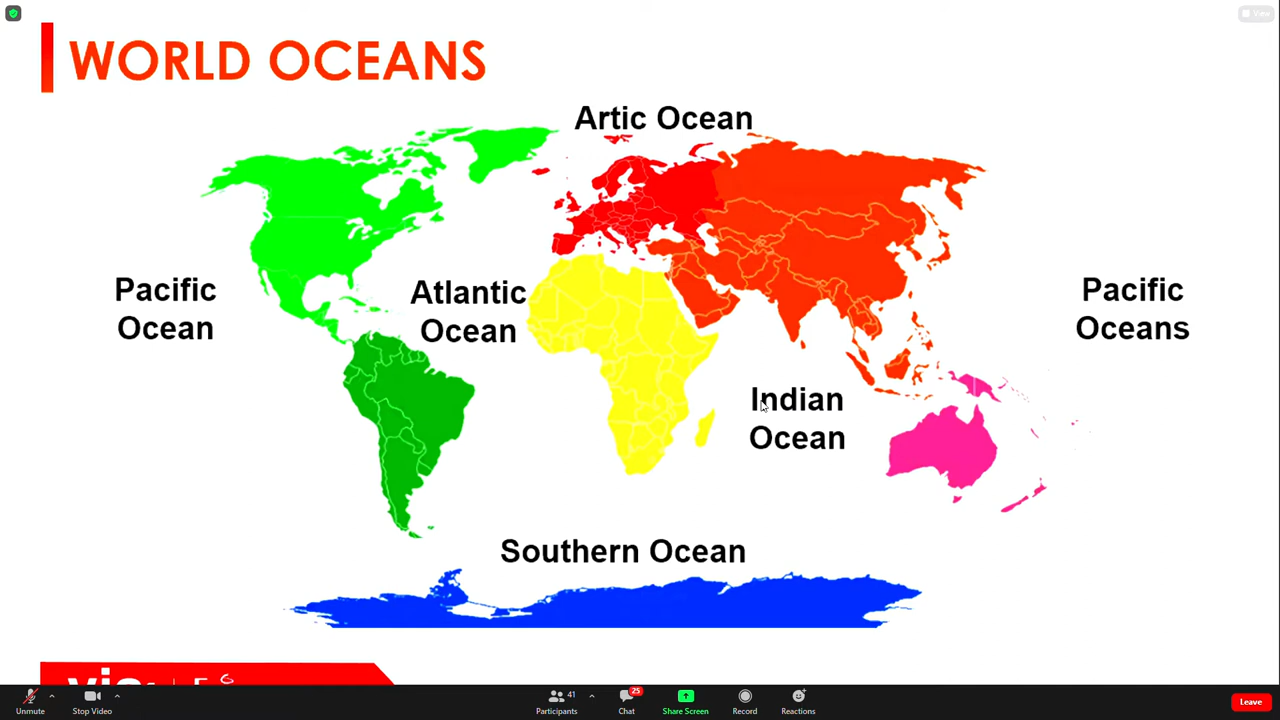 View
WORLD OCEANS
Artic Ocean
Pacific
Ocean
Atlantic
Ocean
Pacific
Oceans
Indian
Ocean
Southern Ocean
Unmute
Stop Video
41
Participants
25
Chat
Share Screen
Record
Reactions
Leave